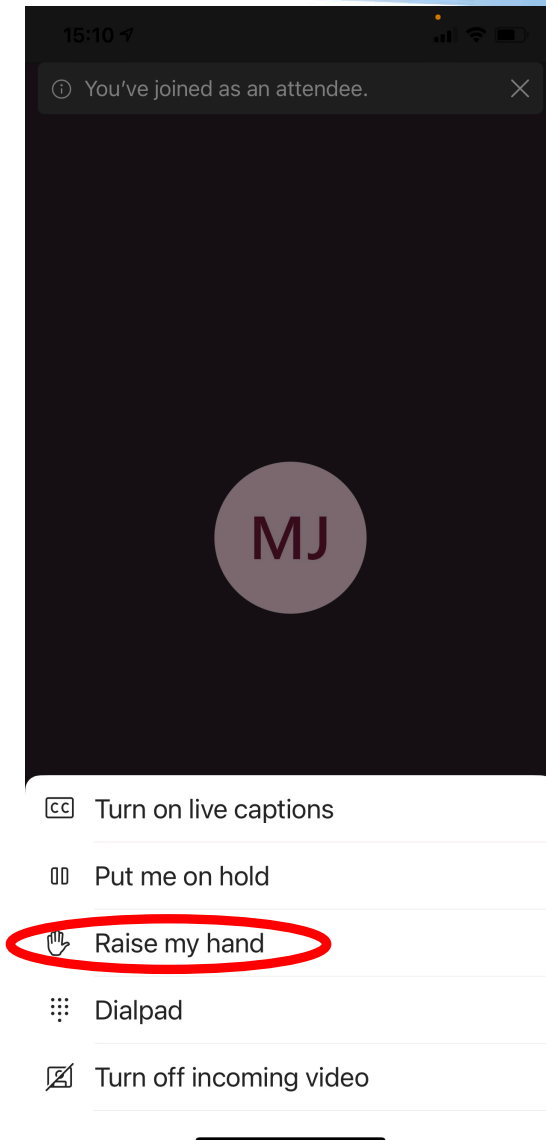 15:10
You've joined as an attendee.
MJ
CC Turn on live captions
Put me on hold
Raise my hand
Dialpad
Turn off incoming video